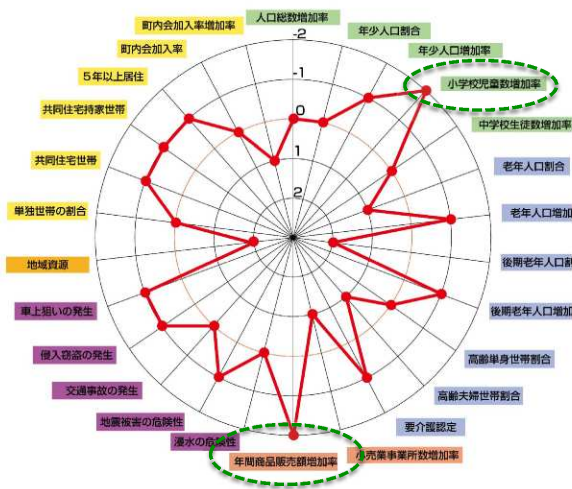 人口総数増加率
年少人口割合
年少人口増加率
小学校児童数増加率
中学校生徒数増加率
老年人口割合
老年人口増加
後期老年人口割
後期老年人口増加
高齢単身世帯割合
高齢夫婦世帯割合
要介護認定
小売業事業所数増加率
年間商品販売額増加率
浸水の危険性
地震被害の危険性
交通事故の発生
侵入窃盗の発生
車上狙いの発生
地域資源
単独世帯の割合
共同住宅世帯
共同住宅持家世帯
5年以上居住
町内会加入率
町内会加入率増加率
-2
-1
0
1
2